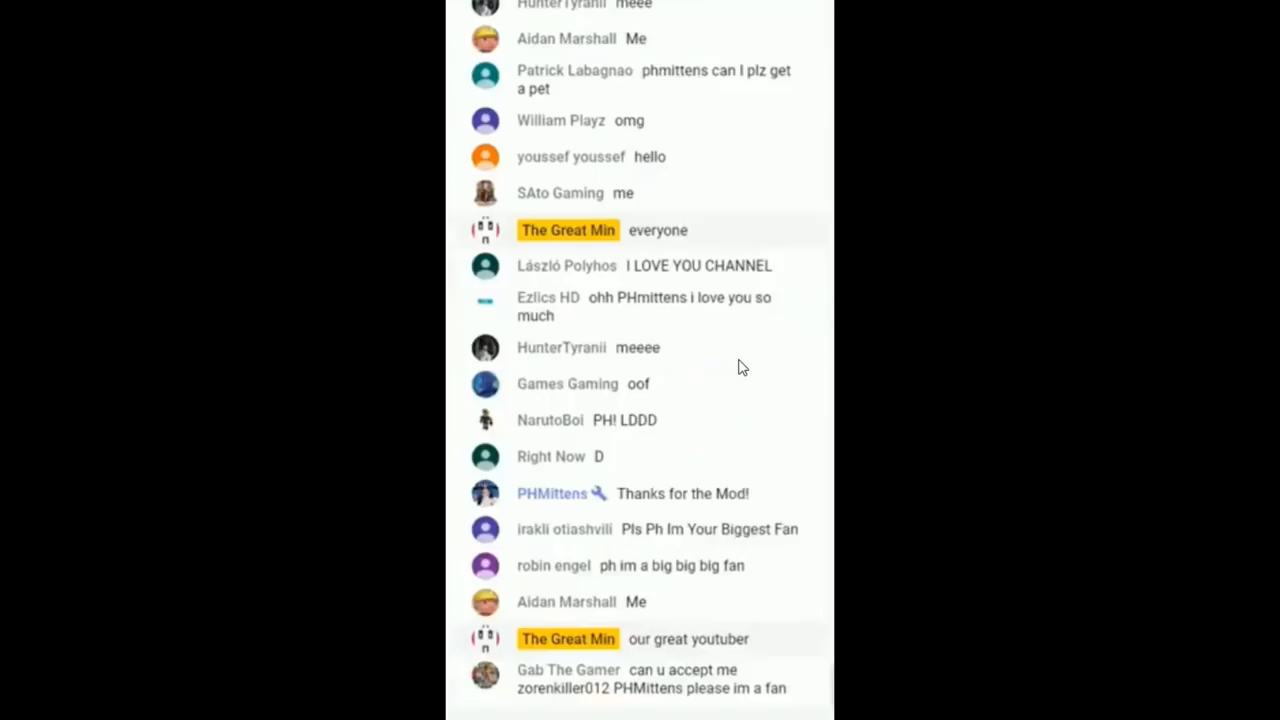 HunterTyranii meee
Aidan Marshall Me
Patrick Labagnao phmittens can I plz get
a pet
William Playz omg
youssef youssef hello
SAto Gaming me
The Great Min everyone
László Polyhos I LOVE YOU CHANNEL
Ezlics HD ohh PHmittens i love you so
much
HunterTyranii meeee
Games Gaming oof
NarutoBoi PH! LDDD
Right Now D
PHMittens Thanks for the Mod!
irakli otiashvili Pls Ph Im Your Biggest Fan
robin engel ph im a big big big fan
Aidan Marshall Me
The Great Min our great youtuber
Gab The Gamer can u accept me
zorenkiller012 PHMittens please im a fan